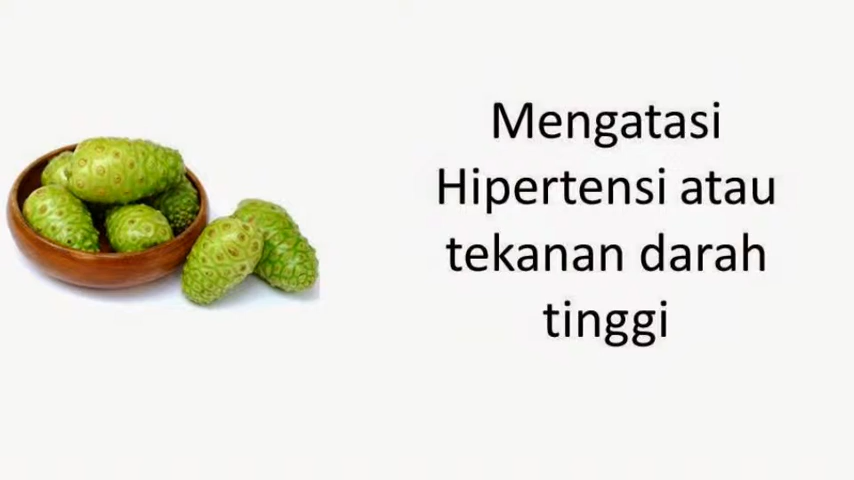 Mengatasi
Hipertensi atau
tekanan darah
tinggi